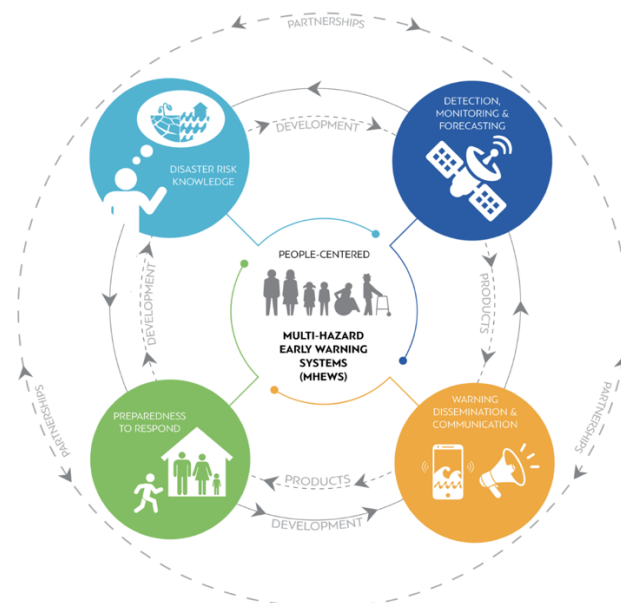 PARTNERSHIPS
DETECTION,
MONITORING &
FORECASTING
DEVELOPMENT
DISASTER RISK
KNOWLEDGE
PEOPLE-CENTERED
DEVELOPMENT
PRODUCTS
MULTI-HAZARD
EARLY WARNING
SYSTEMS
(MHEWS)
PARTNERSHIPS
PARTNERSHIPS
PREPAREDNESS
TO RESPOND
WARNING
DISSEMINATION &
COMMUNICATION
PRODUCTS
DEVELOPMENT